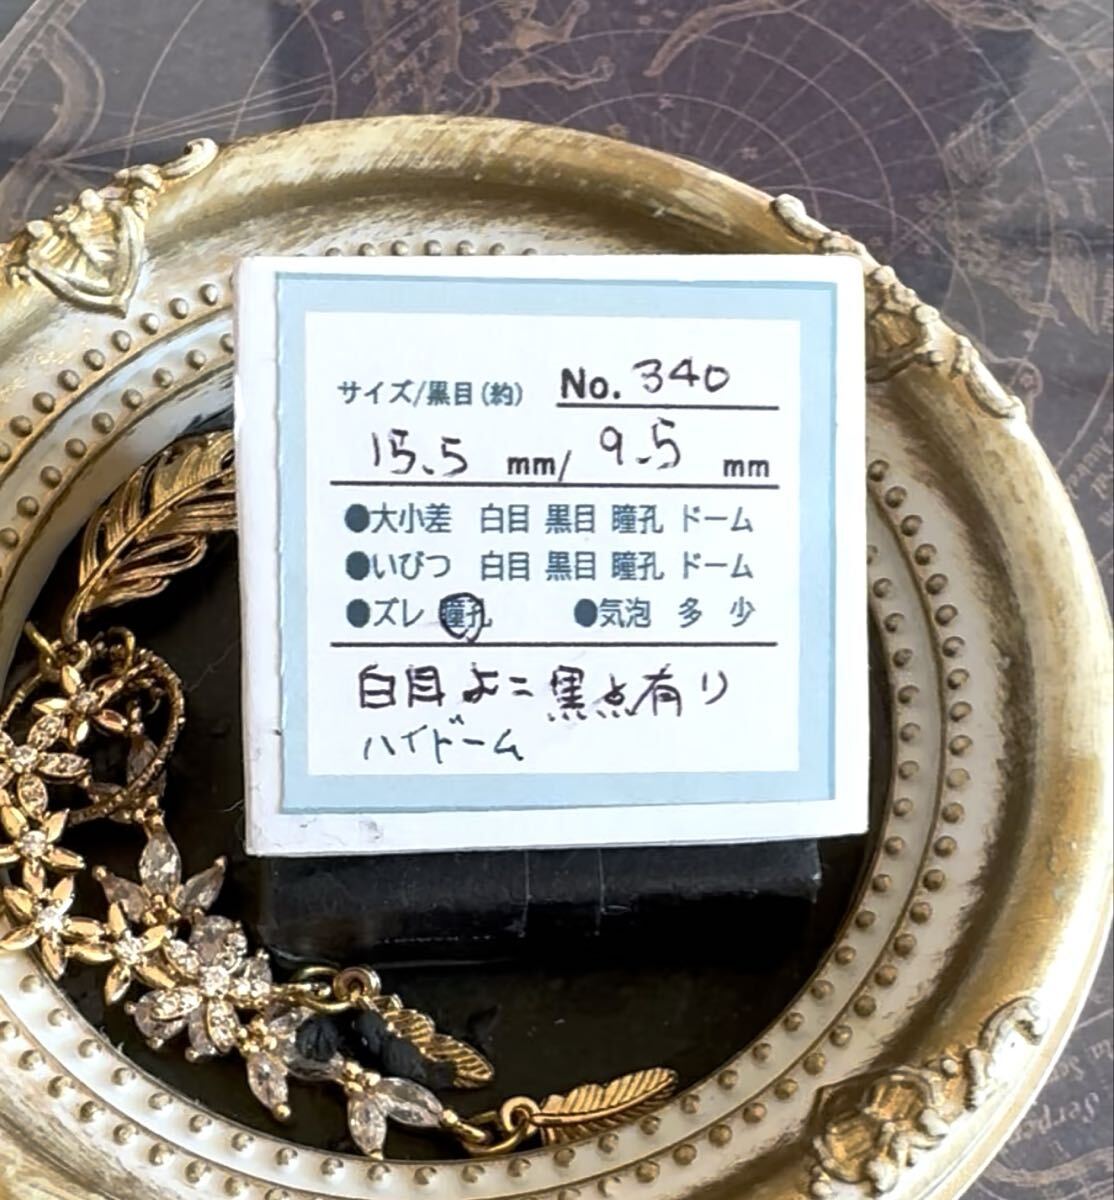 サイズ/黒目(約) No. 340
15.5 mm/ 9.5 mm
●大小差 白目 黒目 瞳孔 ドーム
●いびつ 白目 黒目 瞳孔 ドーム
●ズレ 瞳孔 ●気泡 多 少
白目よこ黒点有り
ハイドーム